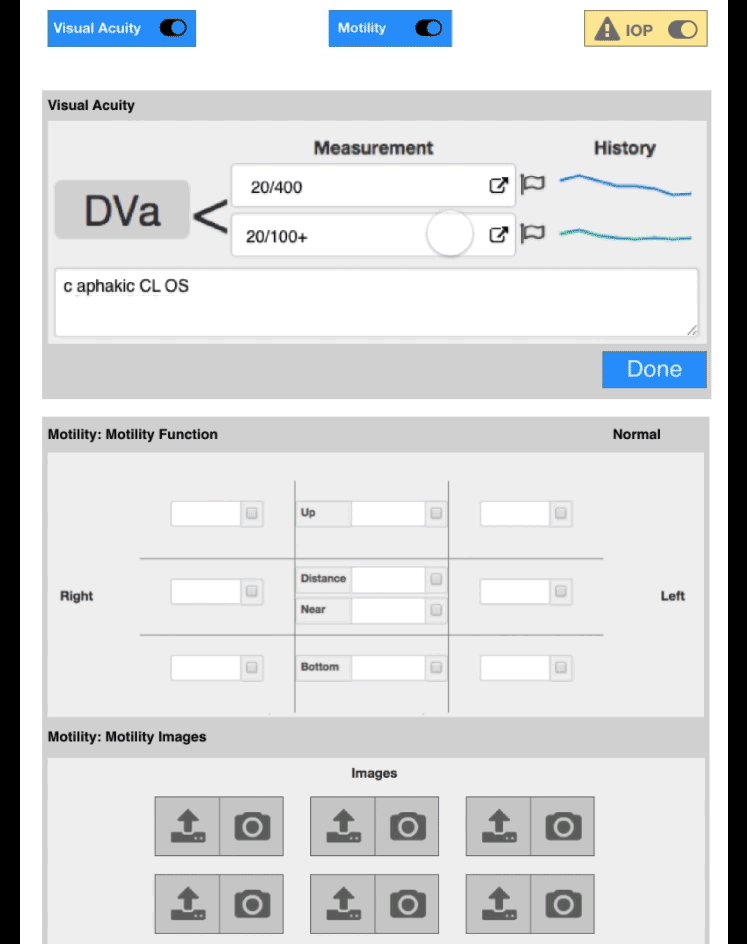 Visual Acuity
Motility
IOP
Visual Acuity
Measurement
History
DVa
<
20/400
20/100+
c aphakic CL OS
Done
Motility: Motility Function
Normal
Up
Distance
Right
Near
Left
Bottom
Motility: Motility Images
Images